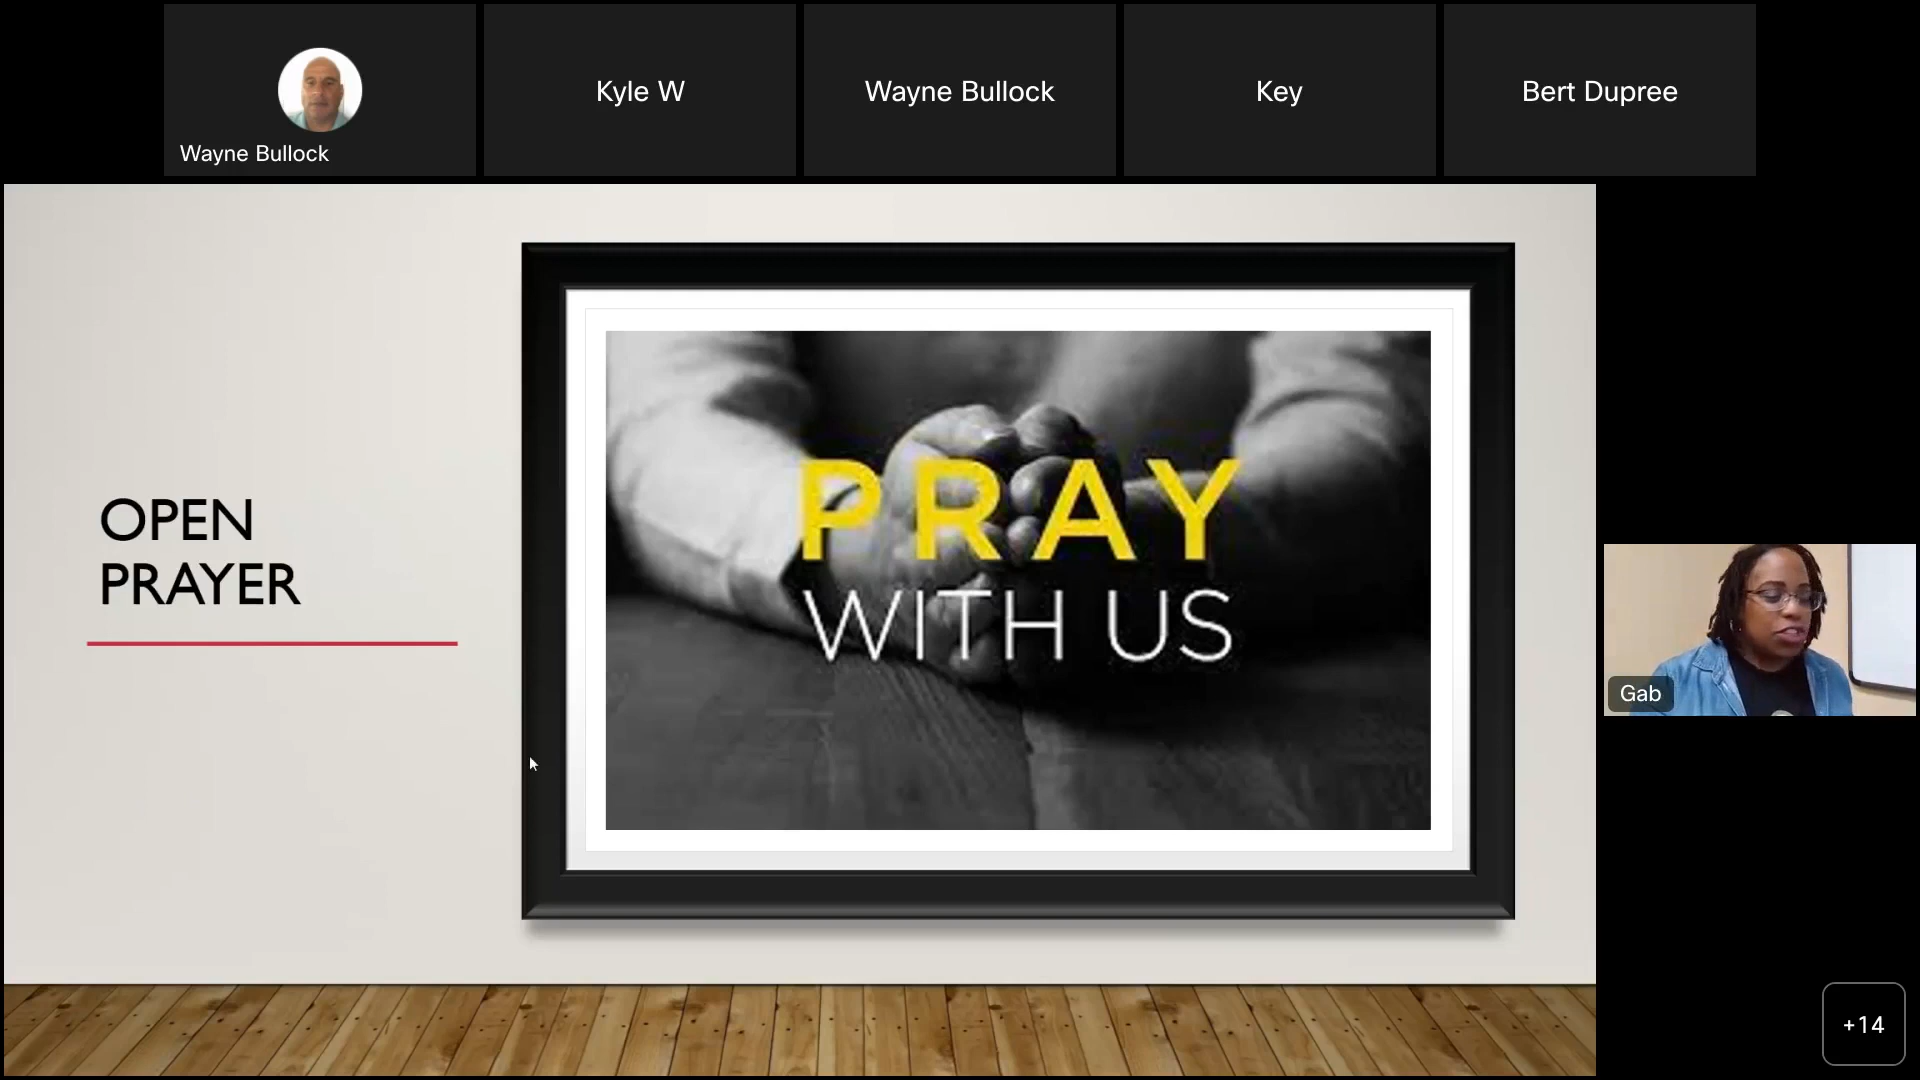 Wayne Bullock
Kyle W
Wayne Bullock
Key
Bert Dupree
OPEN
PRAYER
PRAY
WITH US
Gab
+14